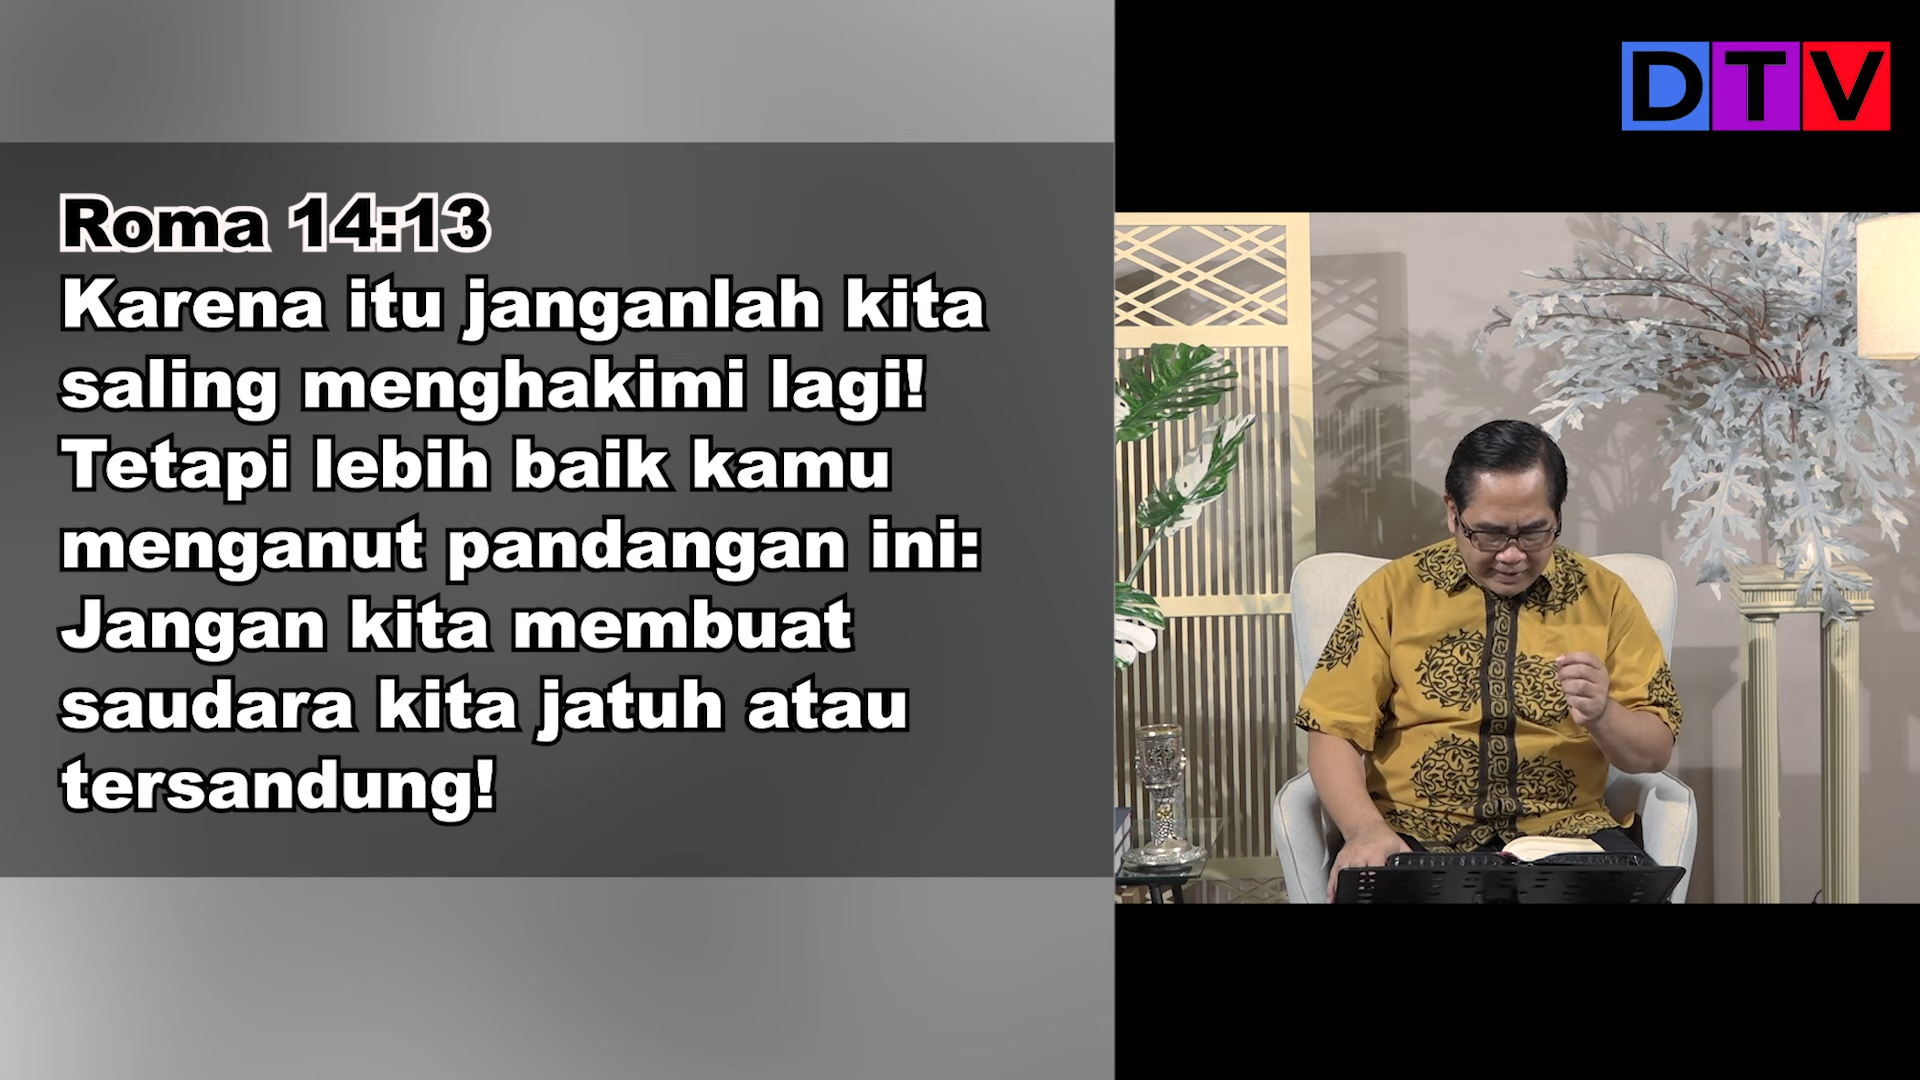 Roma 14:13
Karena itu janganlah kita
saling menghakimi lagi!
Tetapi lebih baik kamu
menganut pandangan ini:
Jangan kita membuat
saudara kita jatuh atau
tersandung!
DTV